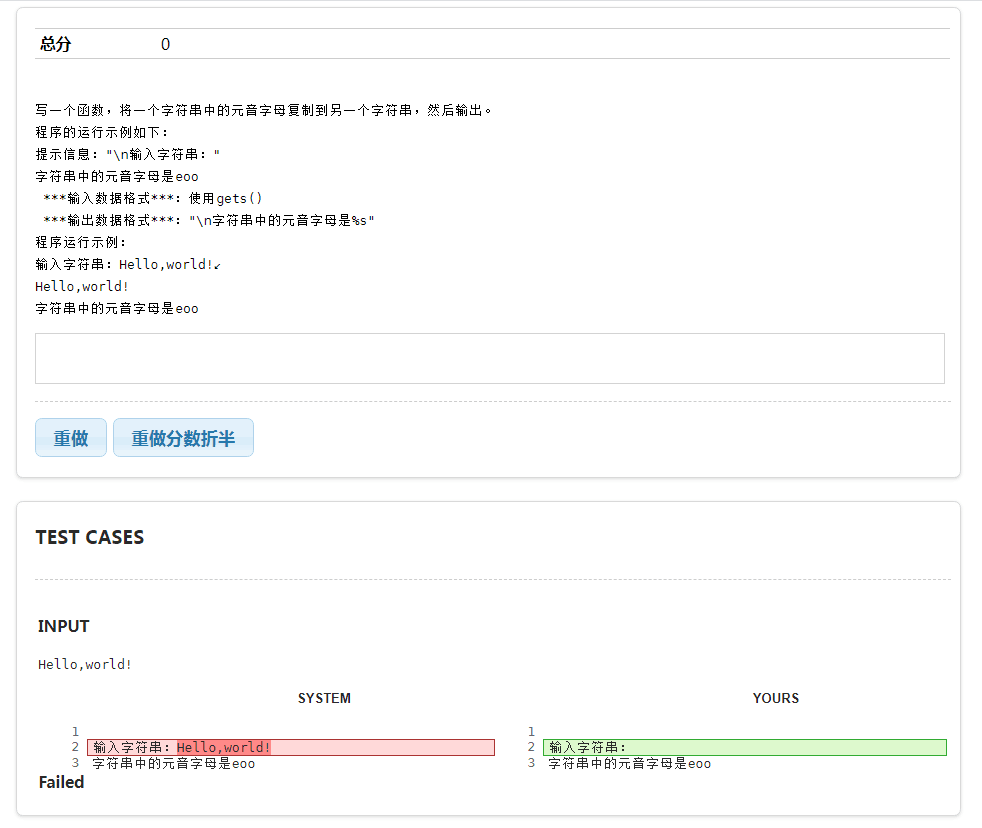 总分 0
写一个函数，将一个字符串中的元音字母复制到另一个字符串，然后输出。
程序的运行示例如下：
提示信息："\n输入字符串："
字符串中的元音字母是eoo
***输入数据格式***：使用gets()
***输出数据格式***："\n字符串中的元音字母是%s"
程序运行示例：
输入字符串：Hello,world!↙
Hello,world!
字符串中的元音字母是eoo
重做 重做分数折半
TEST CASES
INPUT
Hello,world!
SYSTEM YOURS
1 1
2 输入字符串：Hello,world! 2 输入字符串：
3 字符串中的元音字母是eoo 3 字符串中的元音字母是eoo
Failed